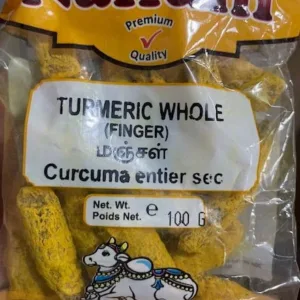 Premium
Quality
TURMERIC WHOLE
(FINGER)
மஞ்சள்
Curcuma entier sec
Net. Wt.
Poids Net. e 100 G